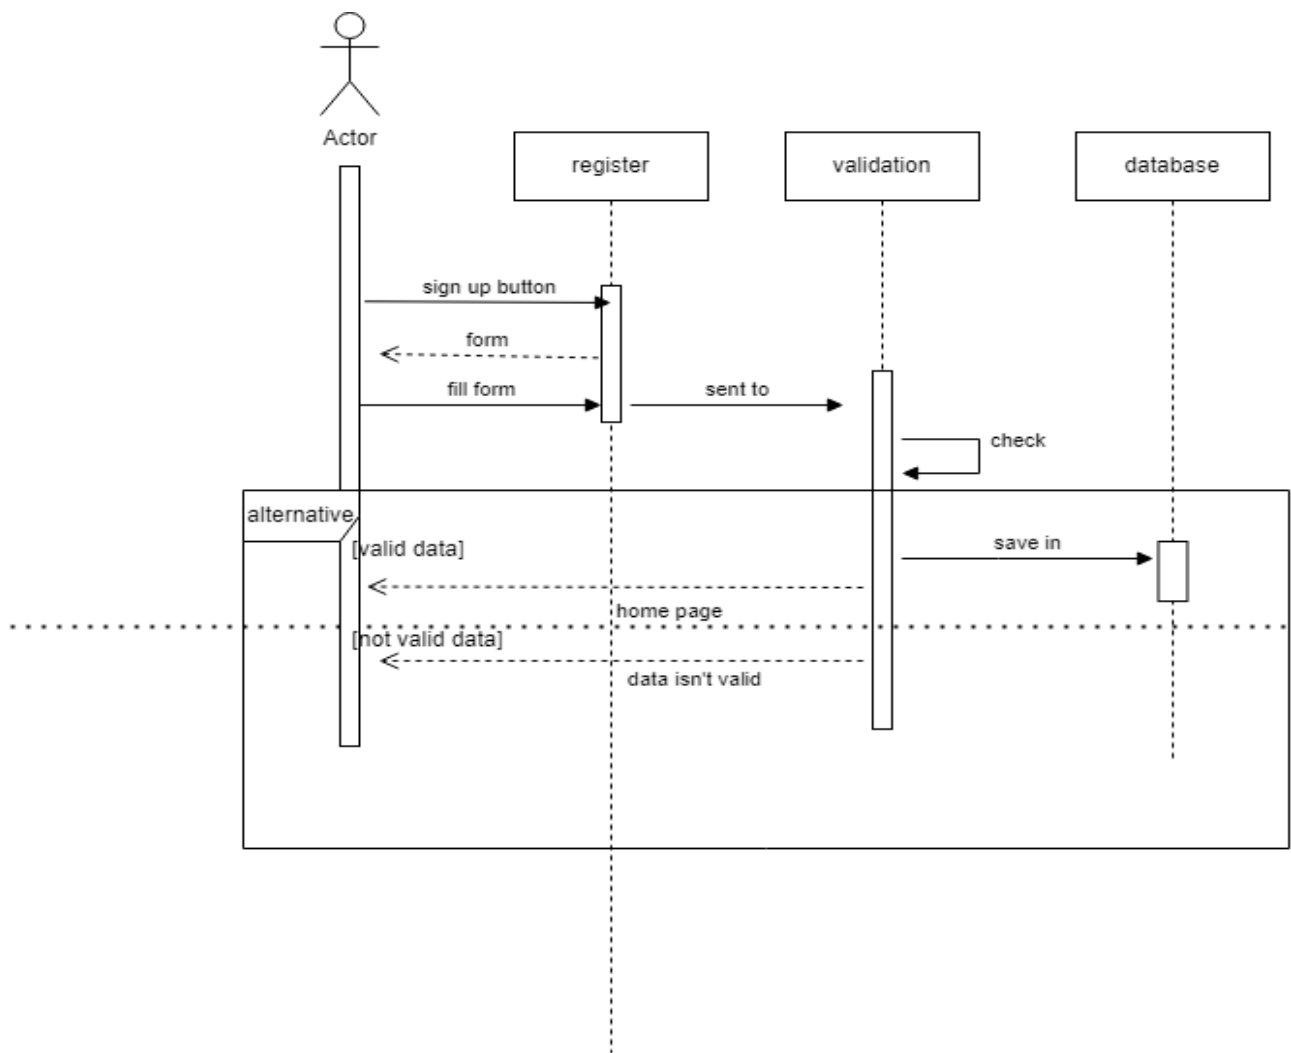 Actor
register
validation
database
sign up button
form
fill form
sent to
check
alternative
[valid data]
save in
home page
[not valid data]
data isn't valid